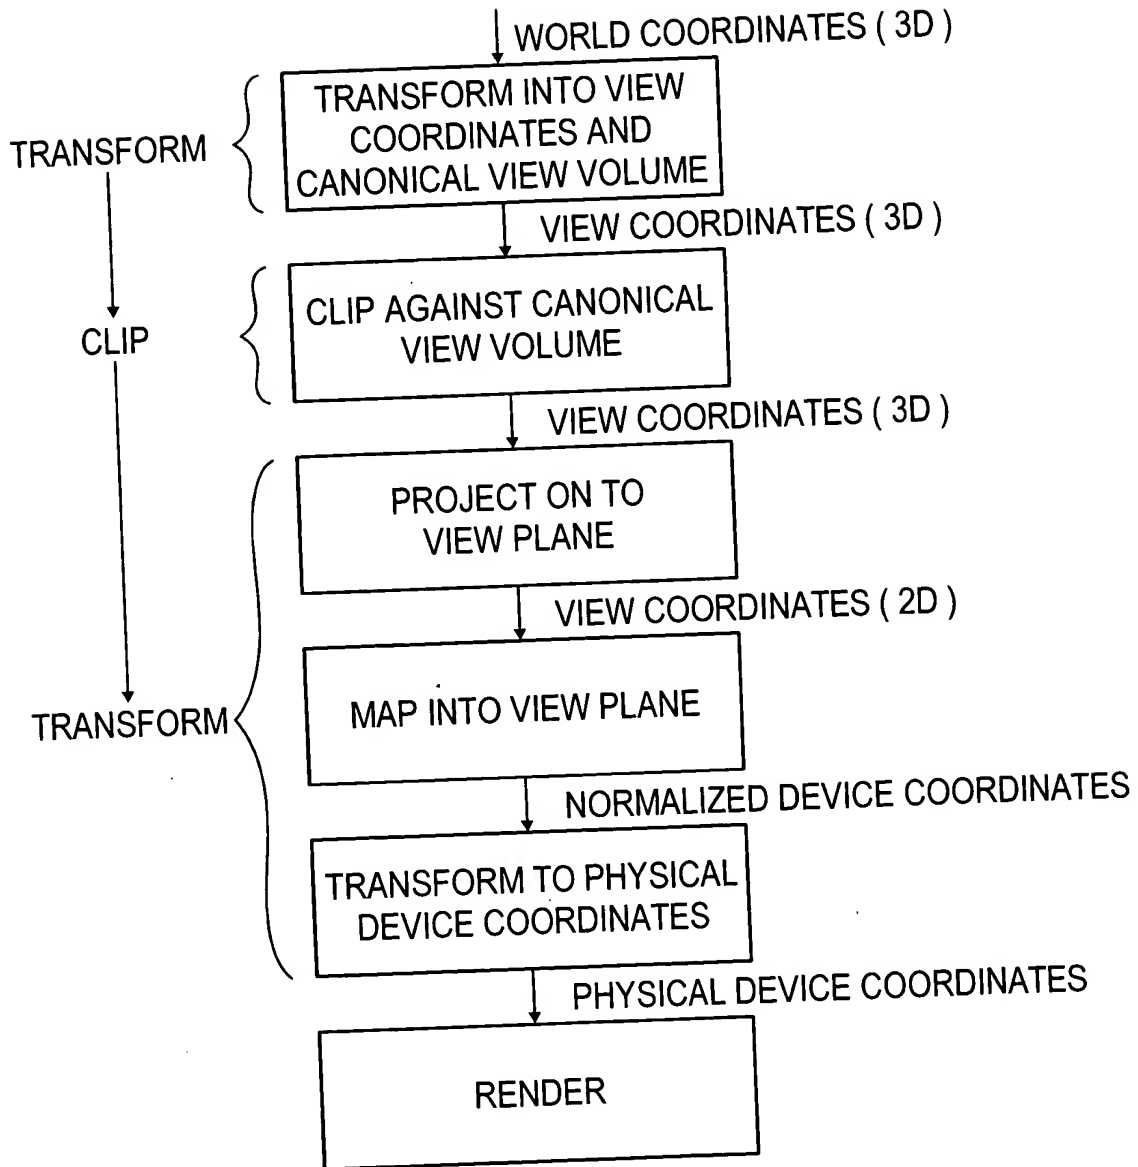 WORLD COORDINATES ( 3D )
TRANSFORM INTO VIEW
COORDINATES AND
CANONICAL VIEW VOLUME
TRANSFORM
VIEW COORDINATES ( 3D )
CLIP AGAINST CANONICAL
VIEW VOLUME
CLIP
VIEW COORDINATES ( 3D )
PROJECT ON TO
VIEW PLANE
VIEW COORDINATES ( 2D )
MAP INTO VIEW PLANE
TRANSFORM
NORMALIZED DEVICE COORDINATES
TRANSFORM TO PHYSICAL
DEVICE COORDINATES
PHYSICAL DEVICE COORDINATES
RENDER